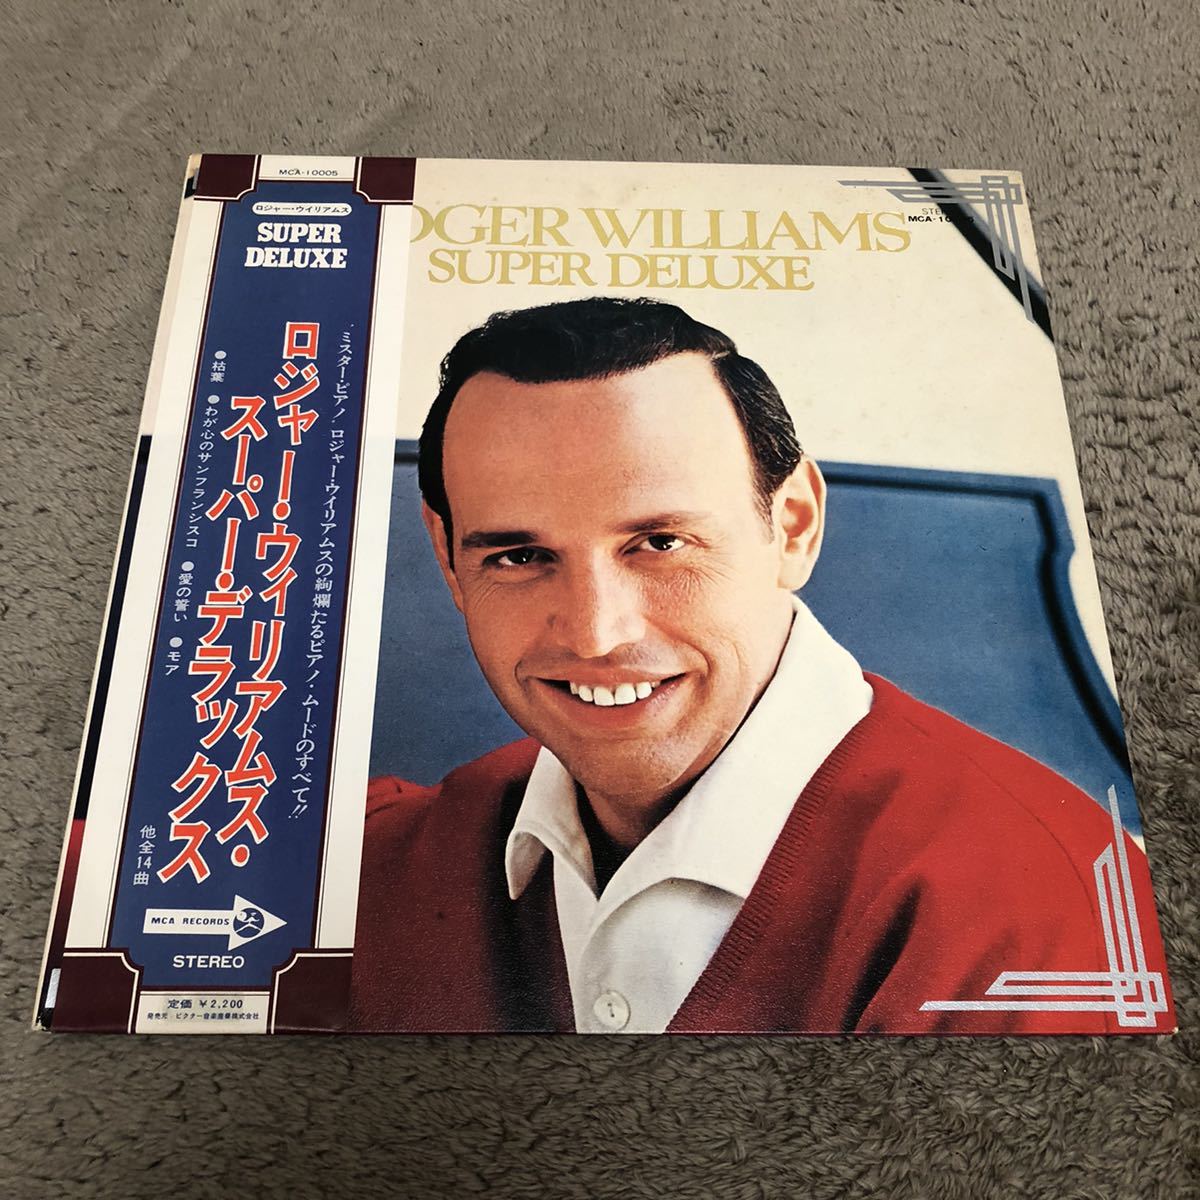 MCA-10005
ロジャー・ウイリアムス
SUPER
DELUXE
ミスター・ピアノ ロジャー・ウイリアムスの絢爛たるピアノ・ムードのすべて!!
ロジャー・ウィリアムス・
スーパー・デラックス
●枯葉 ●わが心のサンフランシスコ ●愛の誓い ●モア
他全14曲
MCA RECORDS
STEREO
定価 ¥2,200
発売元:ビクター音楽産業株式会社
OGER WILLIAMS
SUPER DELUXE